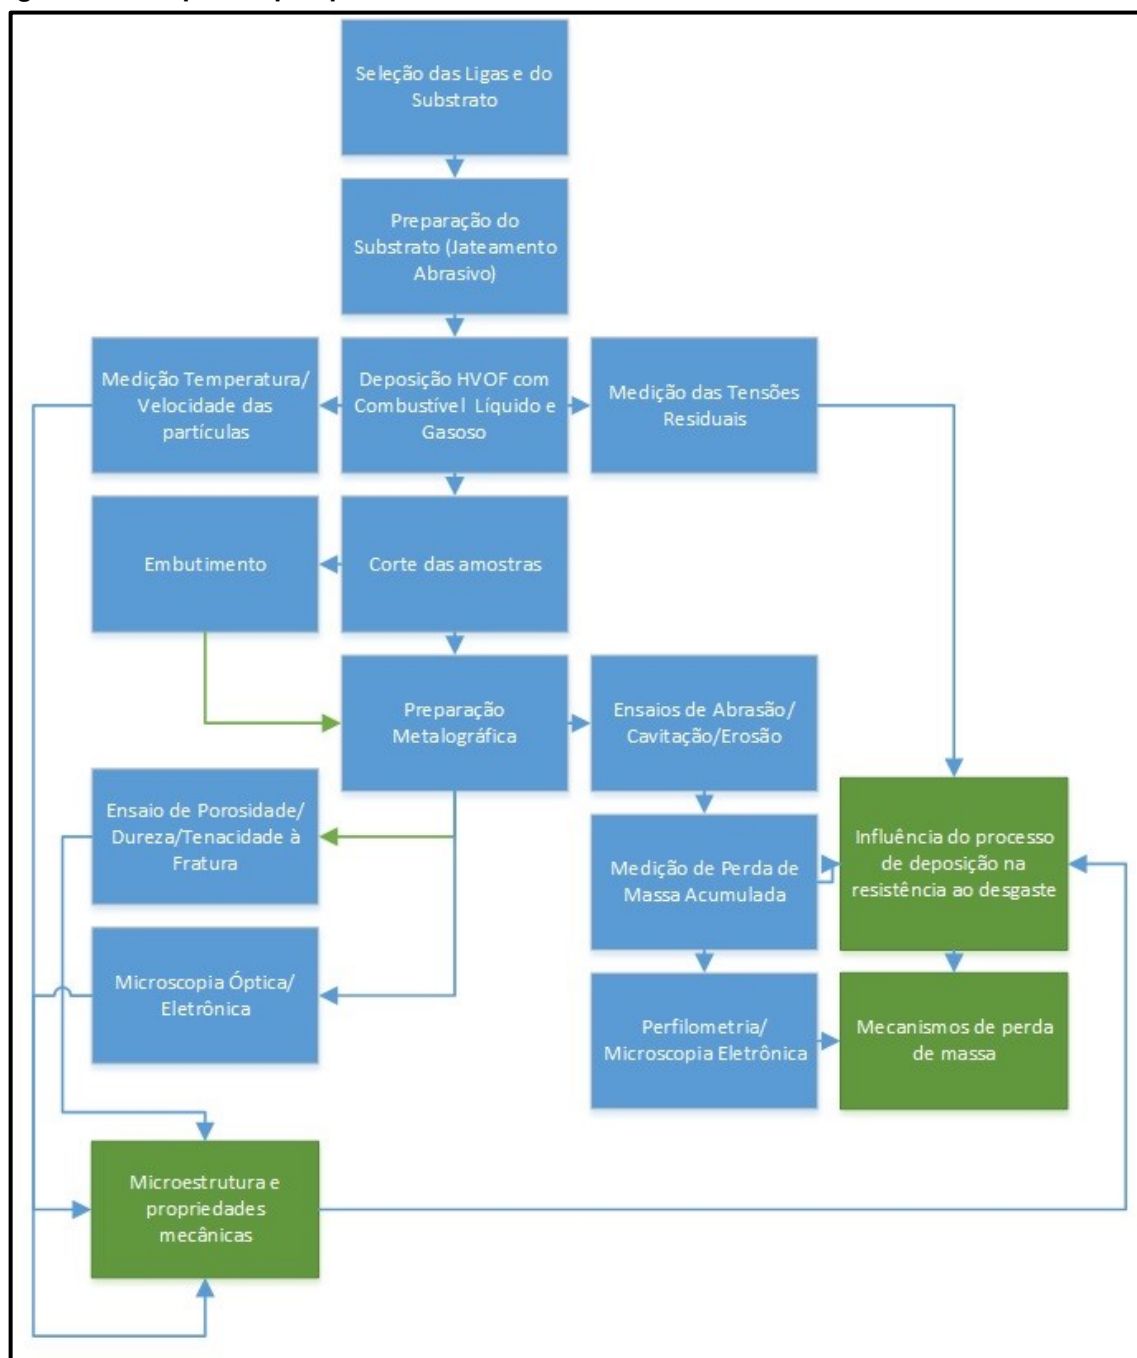 Seleção das Ligas e do
Substrato
Preparação do
Substrato (Jateamento
Abrasivo)
Medição Temperatura/
Velocidade das
partículas
Deposição HVOF com
Combustível Líquido e
Gasoso
Medição das Tensões
Residuais
Embutimento
Corte das amostras
Preparação
Metalográfica
Ensaios de Abrasão/
Cavitação/Erosão
Ensaio de Porosidade/
Dureza/Tenacidade à
Fratura
Medição de Perda de
Massa Acumulada
Influência do processo
de deposição na
resistência ao desgaste
Microscopia Óptica/
Eletrônica
Perfilometria/
Microscopia Eletrônica
Mecanismos de perda
de massa
Microestrutura e
propriedades
mecânicas